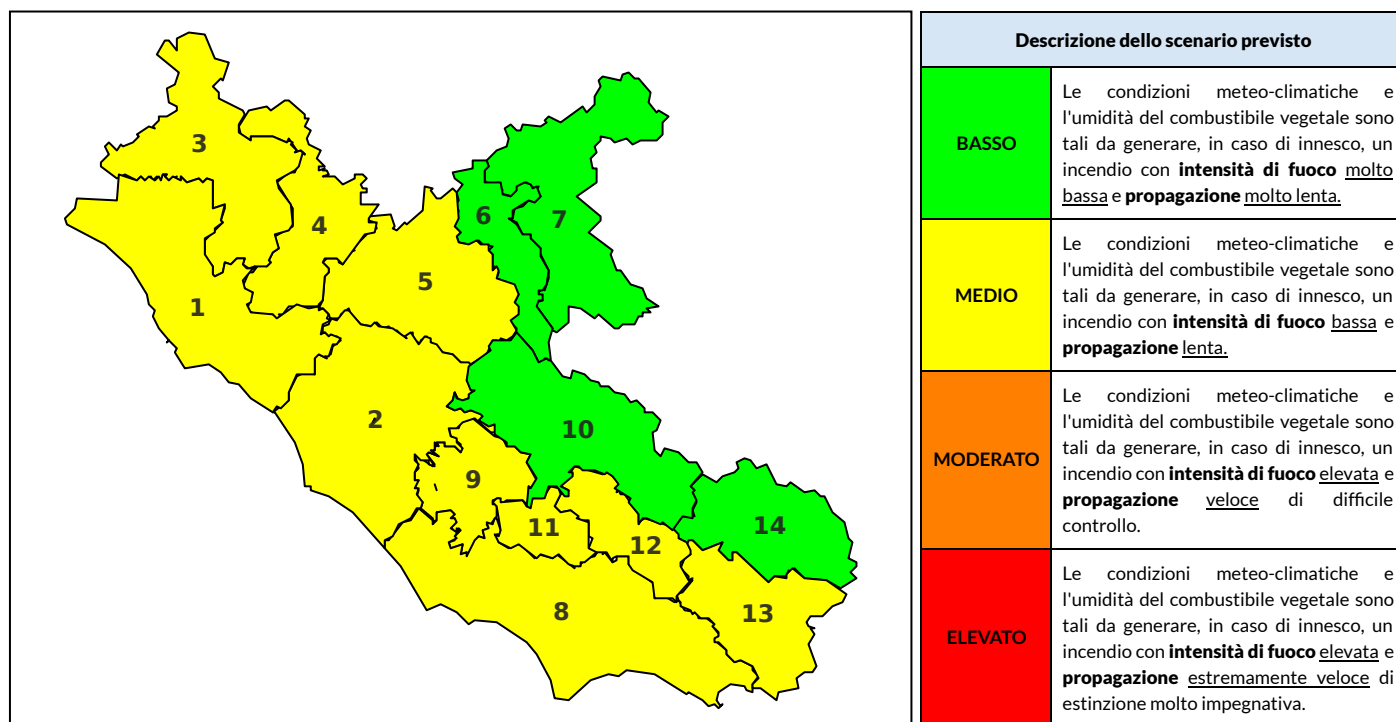 3
4
6
7
5
1
2
10
9
11
12
14
8
13
Descrizione dello scenario previsto
BASSO
Le condizioni meteo-climatiche e
l'umidità del combustibile vegetale sono
tali da generare, in caso di innesco, un
incendio con intensità di fuoco molto
bassa e propagazione molto lenta.
MEDIO
Le condizioni meteo-climatiche e
l'umidità del combustibile vegetale sono
tali da generare, in caso di innesco, un
incendio con intensità di fuoco bassa e
propagazione lenta.
MODERATO
Le condizioni meteo-climatiche e
l'umidità del combustibile vegetale sono
tali da generare, in caso di innesco, un
incendio con intensità di fuoco elevata e
propagazione veloce di difficile
controllo.
ELEVATO
Le condizioni meteo-climatiche e
l'umidità del combustibile vegetale sono
tali da generare, in caso di innesco, un
incendio con intensità di fuoco elevata e
propagazione estremamente veloce di
estinzione molto impegnativa.